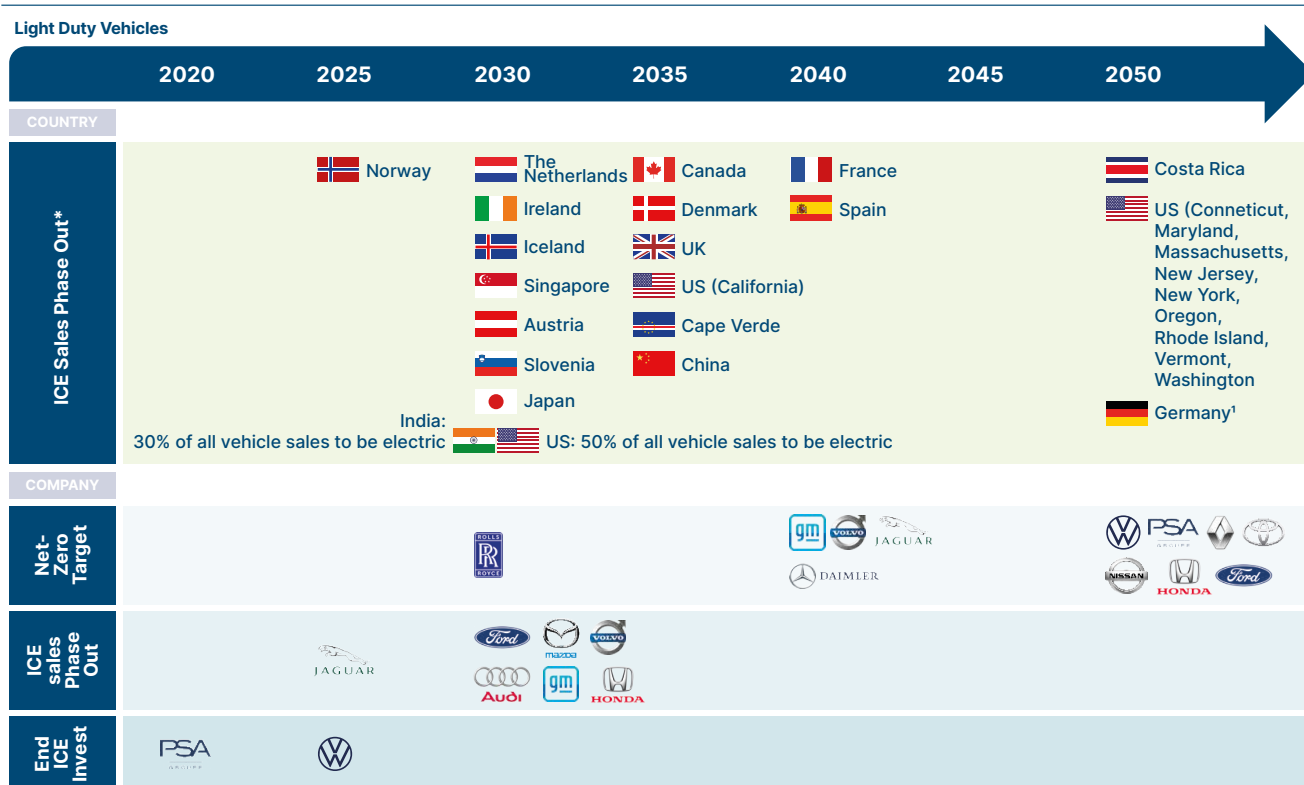 Light Duty Vehicles
2020 2025 2030 2035 2040 2045 2050
COUNTRY
ICE Sales Phase Out*
Norway
The
Netherlands
Ireland
Iceland
Singapore
Austria
Slovenia
Japan
Canada
Denmark
UK
US (California)
Cape Verde
China
France
Spain
Costa Rica
US (Conneticut,
Maryland,
Massachusetts,
New Jersey,
New York,
Oregon,
Rhode Island,
Vermont,
Washington
Germany¹
India:
30% of all vehicle sales to be electric
US: 50% of all vehicle sales to be electric
COMPANY
Net-
Zero
Target
ROLLS
RR
ROYCE
gm
VOLVO
JAGUAR
DAIMLER
VW
PSA
GROUPE
NISSAN
HONDA
Ford
ICE
sales
Phase
Out
JAGUAR
Ford
mazda
VOLVO
Audi
gm
HONDA
End
ICE
Invest
PSA
GROUPE
VW